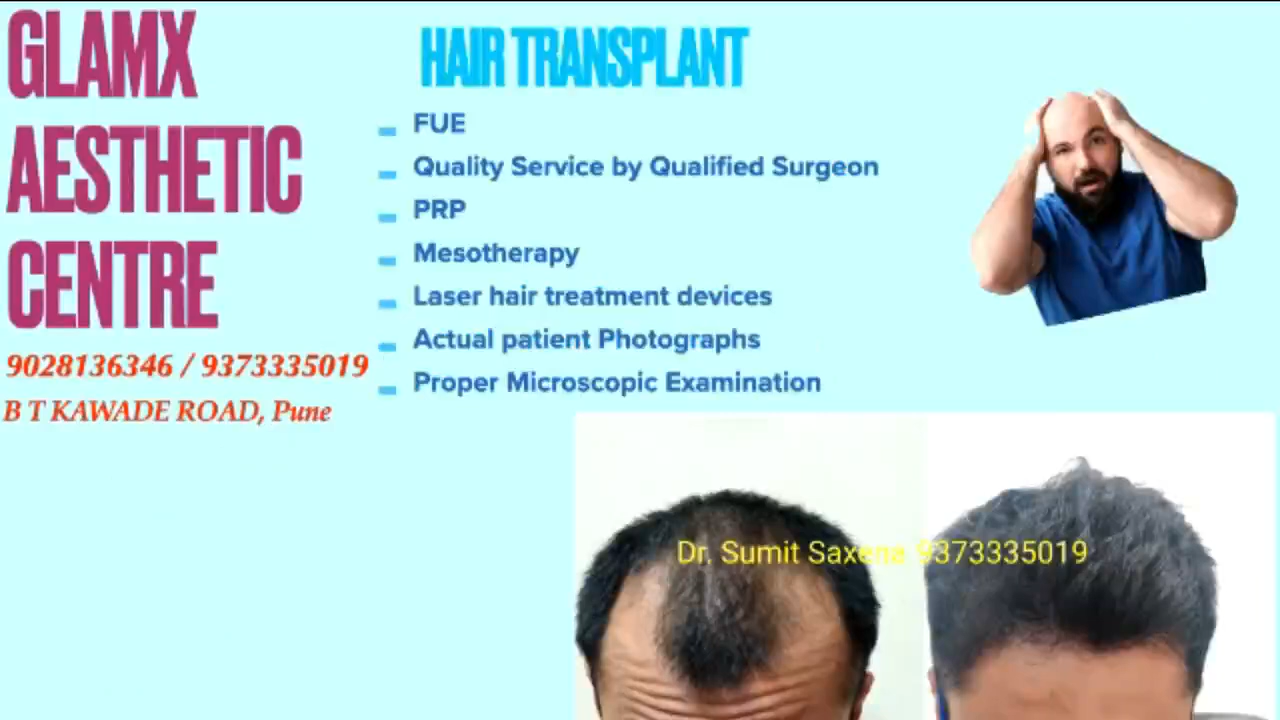 GLAMX
AESTHETIC
CENTRE
9028136346 / 9373335019
B T KAWADE ROAD, Pune
HAIR TRANSPLANT
FUE
Quality Service by Qualified Surgeon
PRP
Mesotherapy
Laser hair treatment devices
Actual patient Photographs
Proper Microscopic Examination
Dr. Sumit Saxena 9373335019